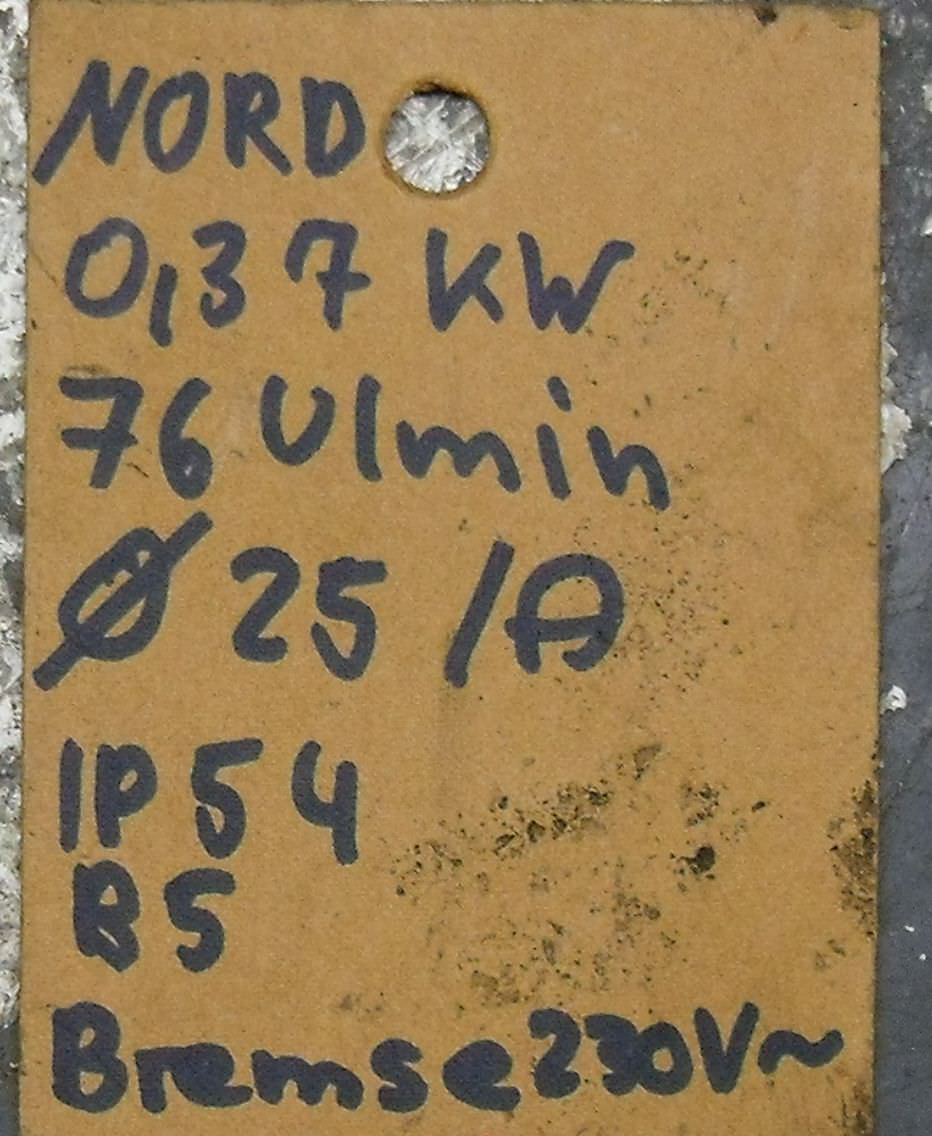 NORD
0,37 KW
76 U/min
Ø 25 /A
IP 54
B5
Bremse 230V~